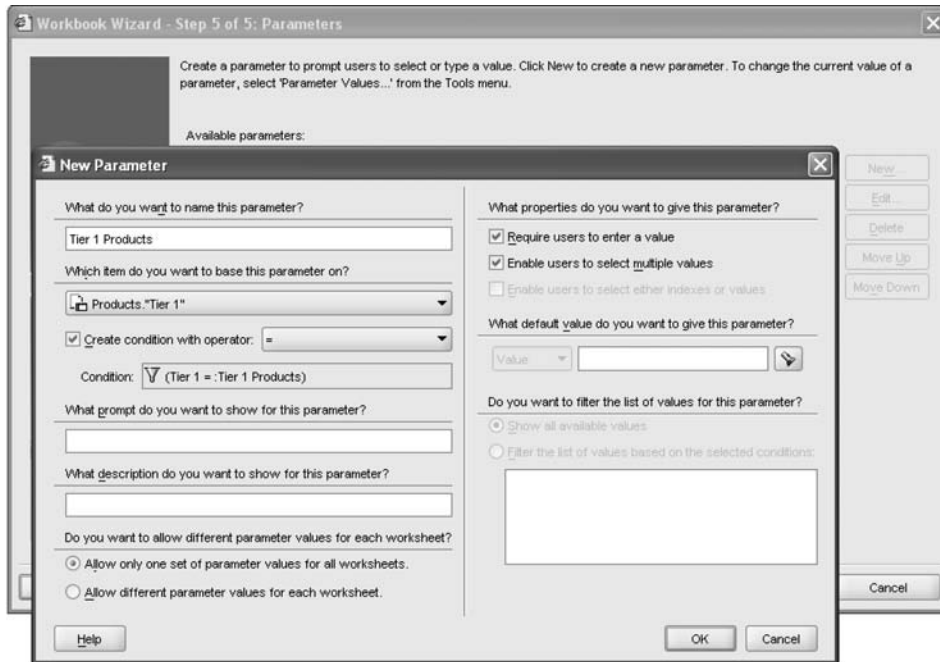 Workbook Wizard - Step 5 of 5: Parameters
Create a parameter to prompt users to select or type a value. Click New to create a new parameter. To change the current value of a
parameter, select 'Parameter Values...' from the Tools menu.
Available parameters:
New...
Edit...
Delete
Move Up
Move Down
Cancel
New Parameter
What do you want to name this parameter?
Tier 1 Products
Which item do you want to base this parameter on?
Products."Tier 1"
Create condition with operator: =
Condition: (Tier 1 = :Tier 1 Products)
What prompt do you want to show for this parameter?
What description do you want to show for this parameter?
Do you want to allow different parameter values for each worksheet?
Allow only one set of parameter values for all worksheets.
Allow different parameter values for each worksheet.
What properties do you want to give this parameter?
Require users to enter a value
Enable users to select multiple values
Enable users to select either indexes or values
What default value do you want to give this parameter?
Value
Do you want to filter the list of values for this parameter?
Show all available values
Filter the list of values based on the selected conditions:
Help
OK
Cancel